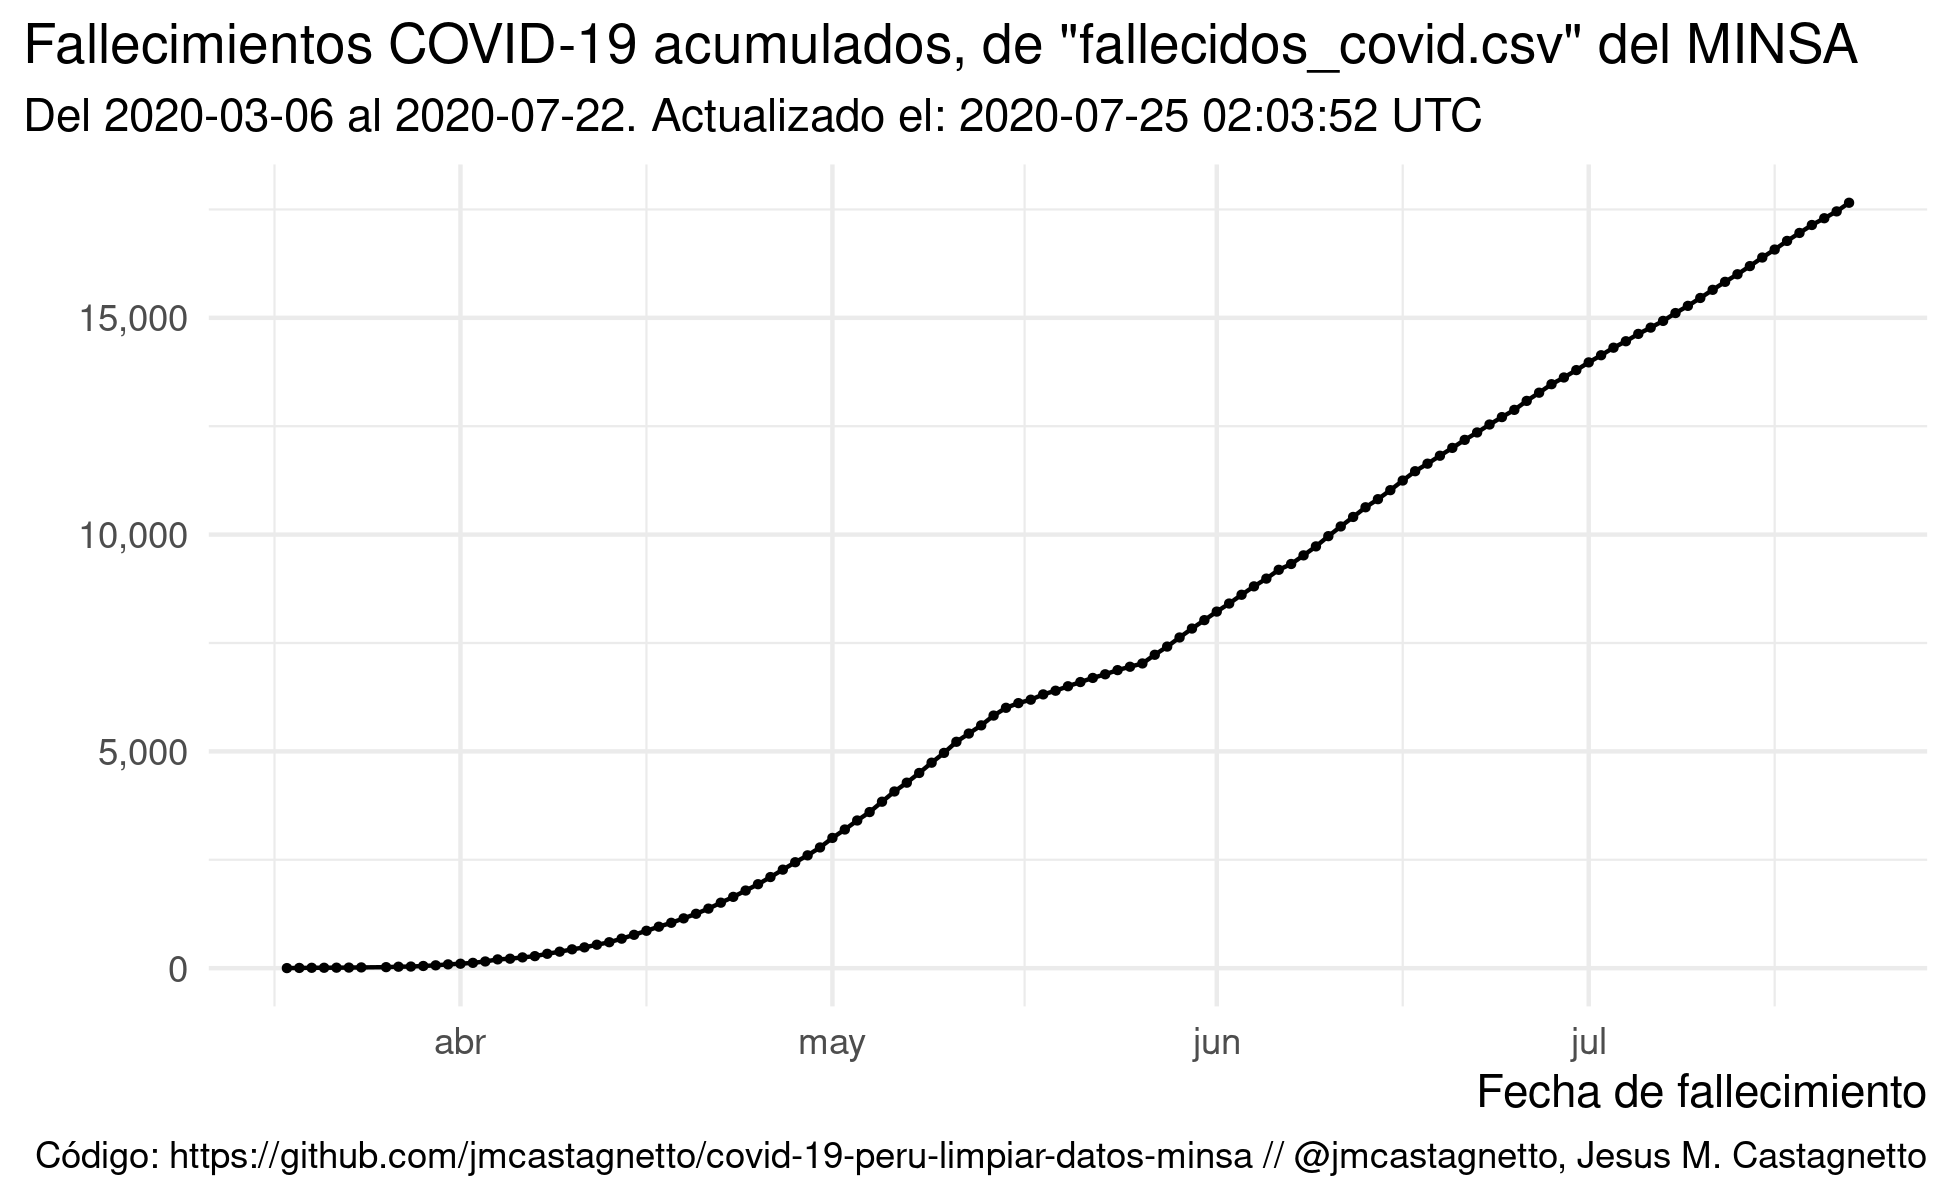 Fallecimientos COVID-19 acumulados, de "fallecidos_covid.csv" del MINSA
Del 2020-03-06 al 2020-07-22. Actualizado el: 2020-07-25 02:03:52 UTC
15,000
10,000
5,000
0
abr may jun jul
Fecha de fallecimiento
Código: https://github.com/jmcastagnetto/covid-19-peru-limpiar-datos-minsa // @jmcastagnetto, Jesus M. Castagnetto